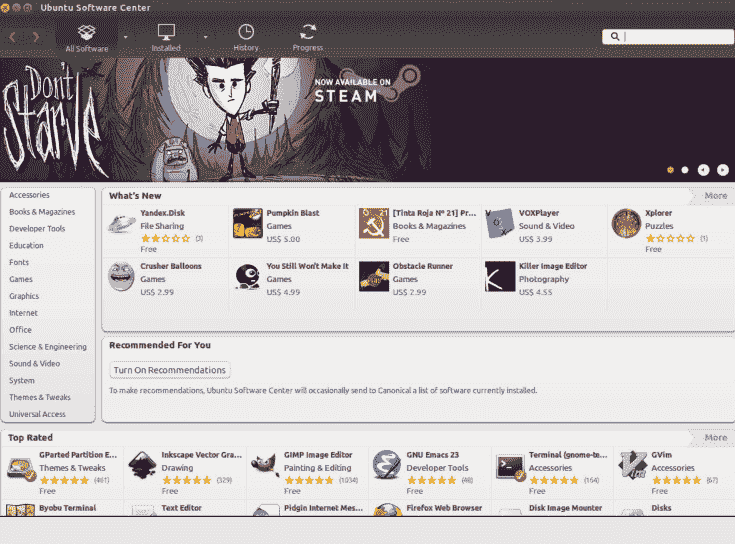 Ubuntu Software Center
All Software
Installed
History
Progress
Don't
Starve
NOW AVAILABLE ON
STEAM
Accessories
Books & Magazines
Developer Tools
Education
Fonts
Games
Graphics
Internet
Office
Science & Engineering
Sound & Video
System
Themes & Tweaks
Universal Access
What's New
More
Yandex.Disk
File Sharing
(3)
Free
Pumpkin Blast
Games
US$ 5.00
[Tinta Roja Nº 21] Pr...
Books & Magazines
Free
VOXPlayer
Sound & Video
US$ 3.99
Xplorer
Puzzles
(1)
Free
Crusher Balloons
Games
US$ 2.99
You Still Won't Make It
Games
US$ 4.99
Obstacle Runner
Games
US$ 2.99
Killer Image Editor
Photography
US$ 4.55
Recommended For You
Turn On Recommendations
To make recommendations, Ubuntu Software Center will occasionally send to Canonical a list of software currently installed.
Top Rated
More
GParted Partition E...
Themes & Tweaks
(461)
Free
Inkscape Vector Gra...
Drawing
(329)
Free
GIMP Image Editor
Painting & Editing
(1034)
Free
GNU Emacs 23
Developer Tools
(48)
Free
Terminal (gnome-te...
Accessories
(164)
Free
GVim
Accessories
(67)
Free
Byobu Terminal
Text Editor
Pidgin Internet Mes...
Firefox Web Browser
Disk Image Mounter
Disks